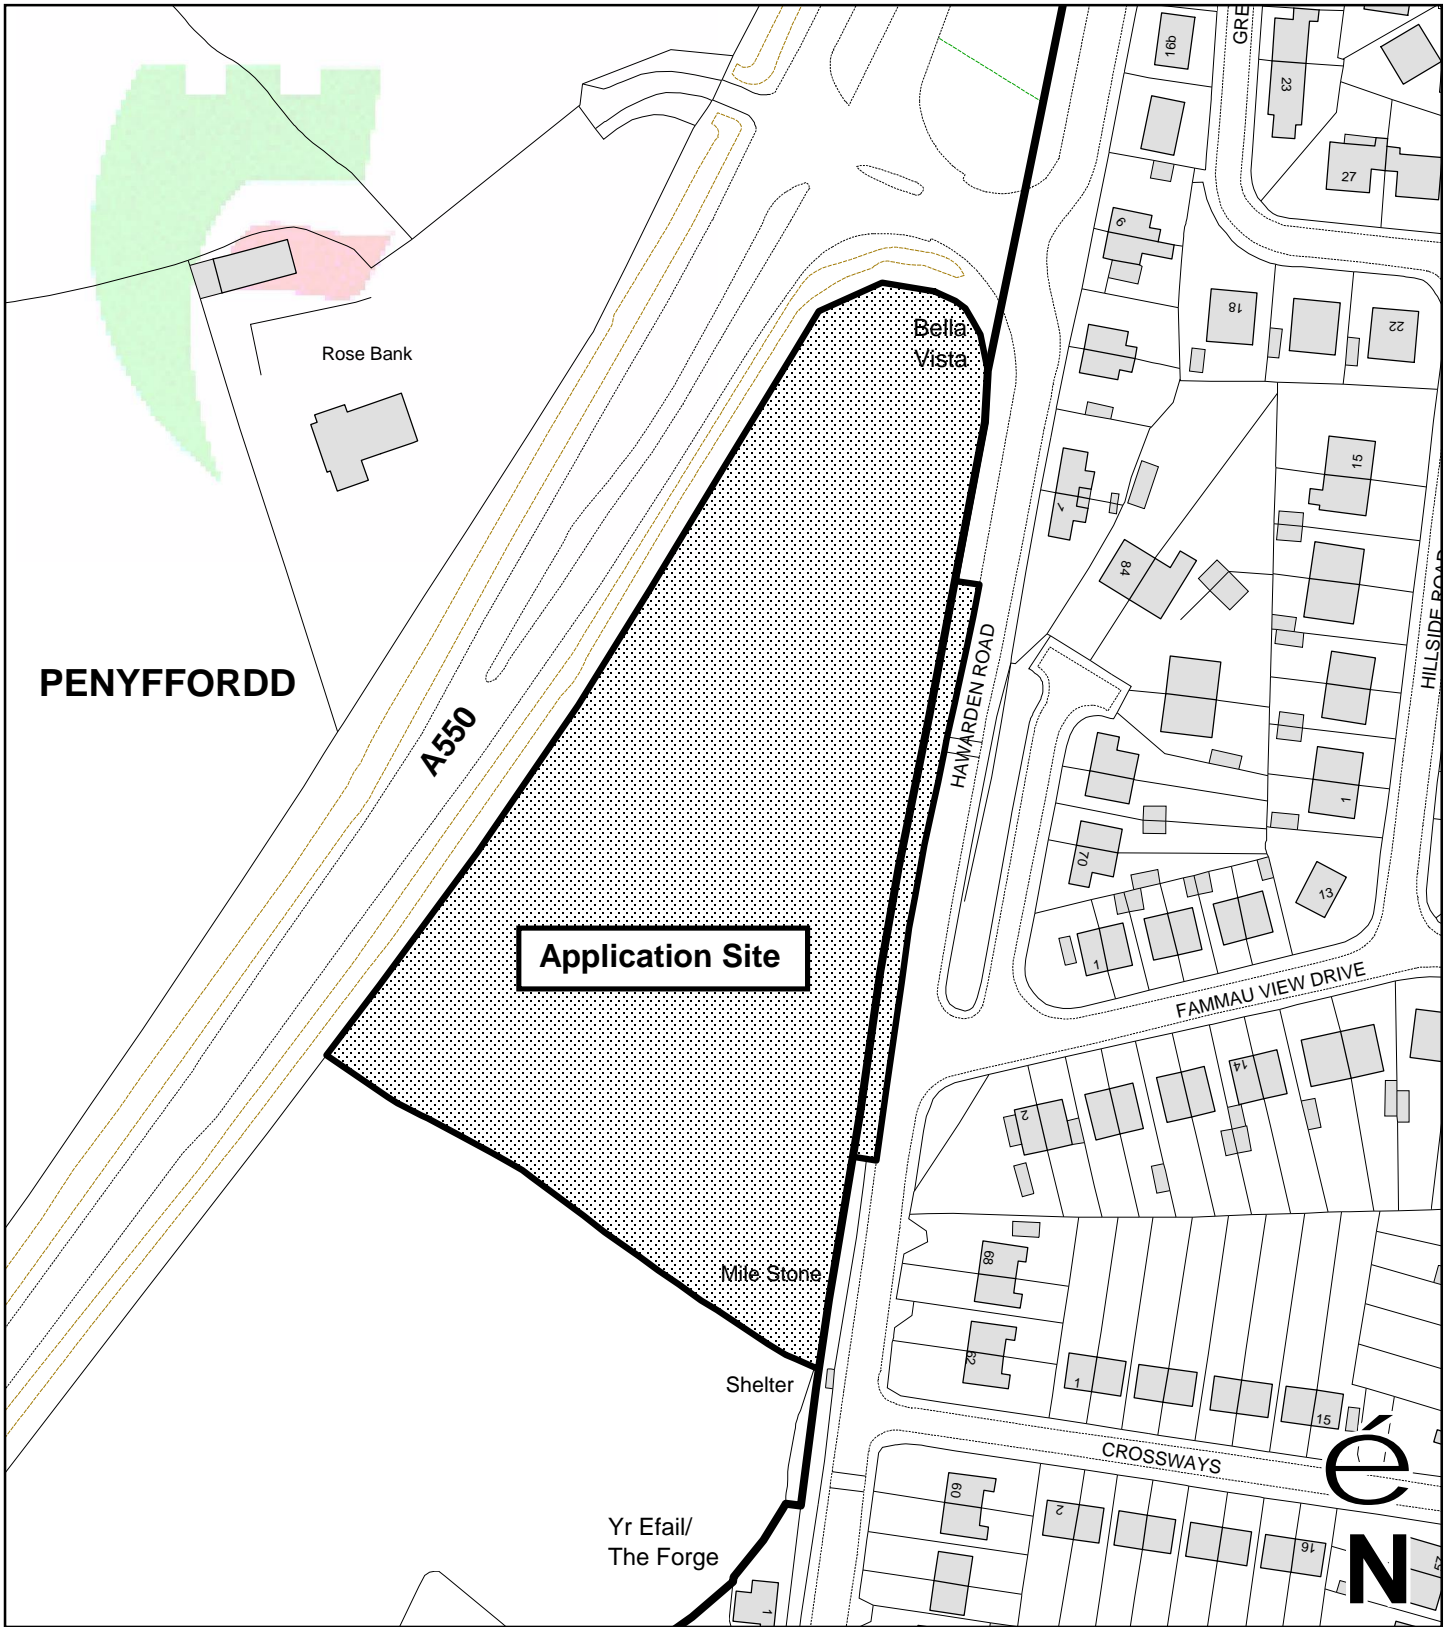 16b
GRE
23
27
9
Bella
Vista
18
22
Rose Bank
15
7
84
HAWARDEN ROAD
HILLSIDE ROAD
PENYFFORDD
A550
1
70
13
Application Site
1
FAMMAU VIEW DRIVE
14
2
68
Mile Stone
62
Shelter
1
15
CROSSWAYS
é
60
2
16
Yr Efail/
The Forge
N
1